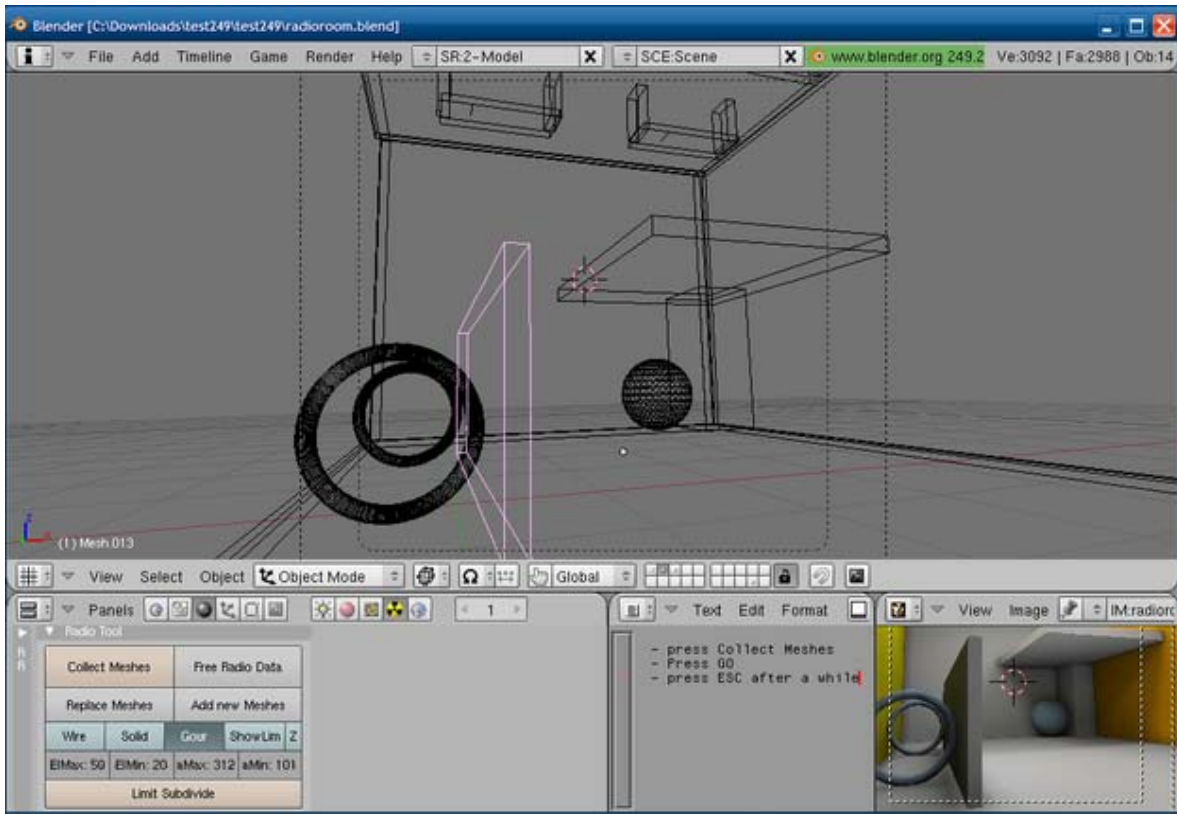 Blender [C:\Downloads\test249\test249\radioroom.blend]
File Add Timeline Game Render Help SR:2-Model X SCE:Scene X www.blender.org 249.2 Ve:3092 | Fa:2988 | Ob:14
z
x
(1) Mesh.013
View Select Object Object Mode Global
Panels 1
Text Edit Format
View Image IM:radioro
Radio Tool
Collect Meshes Free Radio Data
Replace Meshes Add new Meshes
Wire Solid Gour ShowLim Z
ElMax: 50 ElMin: 20 aMax: 312 aMin: 101
Limit Subdivide
- press Collect Meshes
- Press GO
- press ESC after a while